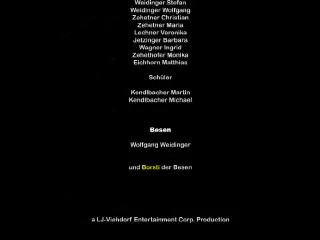 Weidinger Stefan
Weidinger Wolfgang
Zehetner Christian
Zehetner Maria
Lechner Veronika
Jetzinger Barbara
Wagner Ingrid
Zehethofer Monika
Eichhorn Matthias
Schüler
Kendlbacher Martin
Kendlbacher Michael
Besen
Wolfgang Weidinger
und Borsti der Besen
a LJ-Viehdorf Entertainment Corp. Production